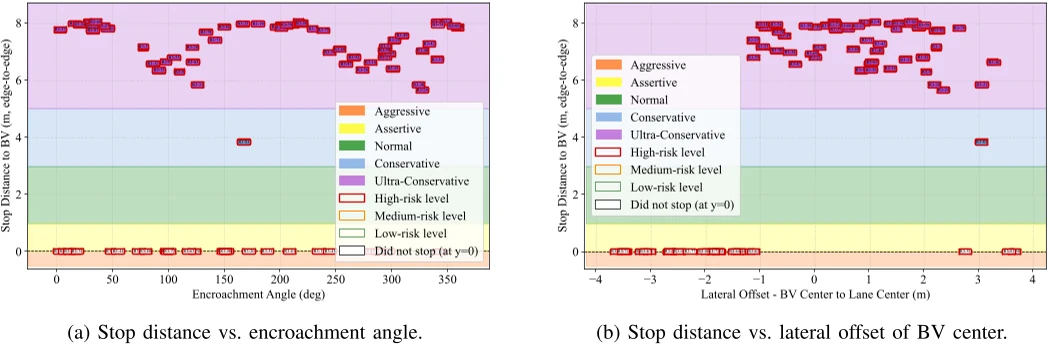 Stop Distance to BV (m, edge-to-edge)
8
6
4
2
0
Aggressive
Assertive
Normal
Conservative
Ultra-Conservative
High-risk level
Medium-risk level
Low-risk level
Did not stop (at y=0)
0 50 100 150 200 250 300 350
Encroachment Angle (deg)
(a) Stop distance vs. encroachment angle.
Stop Distance to BV (m, edge-to-edge)
8
6
4
2
0
Aggressive
Assertive
Normal
Conservative
Ultra-Conservative
High-risk level
Medium-risk level
Low-risk level
Did not stop (at y=0)
−4 −3 −2 −1 0 1 2 3 4
Lateral Offset - BV Center to Lane Center (m)
(b) Stop distance vs. lateral offset of BV center.